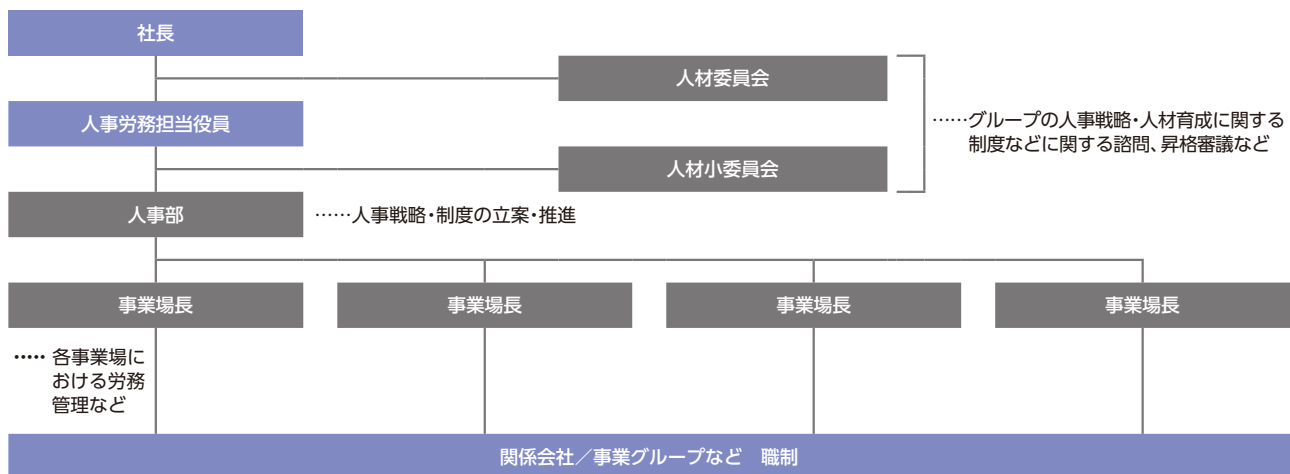 社長
人材委員会
人事労務担当役員
……グループの人事戦略・人材育成に関する
制度などに関する諮問、昇格審議など
人材小委員会
人事部
……人事戦略・制度の立案・推進
事業場長
事業場長
事業場長
事業場長
…… 各事業場に
おける労務
管理など
関係会社／事業グループなど　職制